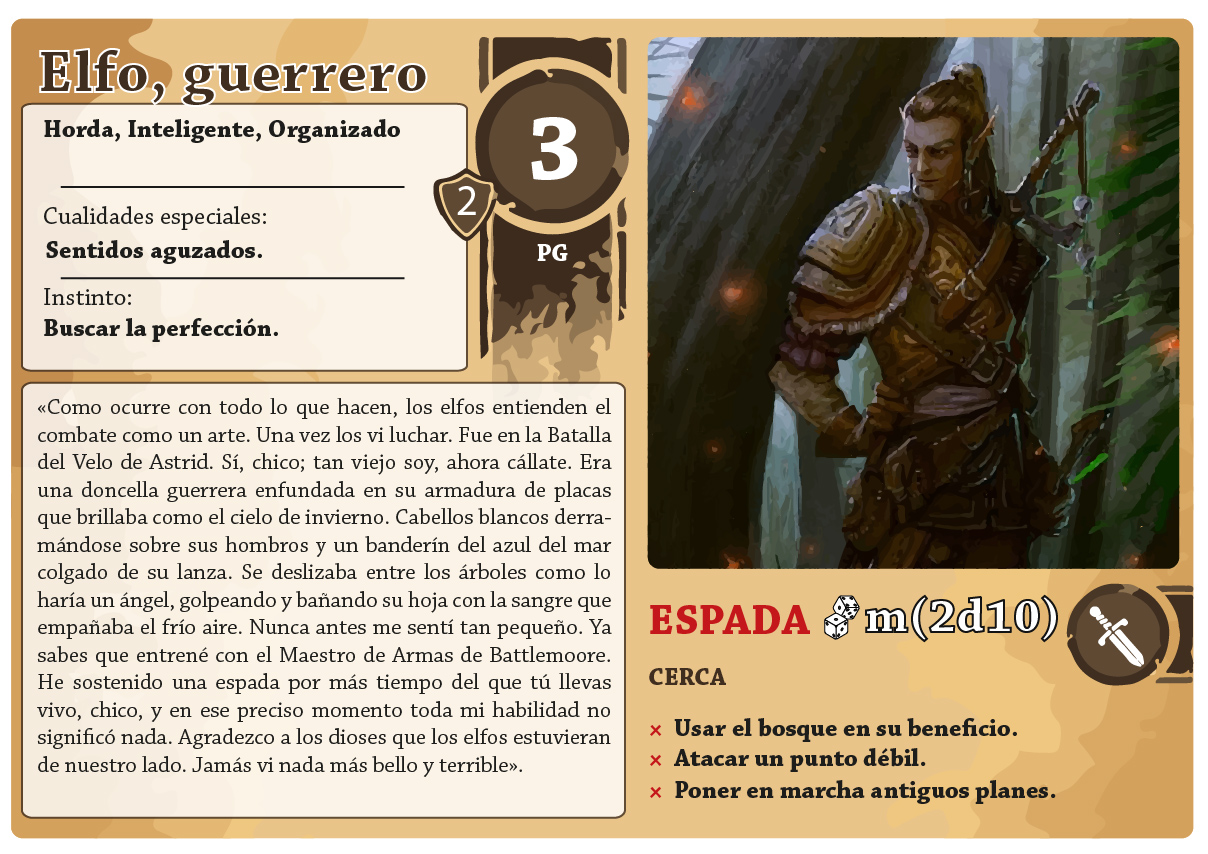 Elfo, guerrero
Horda, Inteligente, Organizado
Cualidades especiales:
Sentidos aguzados.
Instinto:
Buscar la perfección.
2
3
PG
«Como ocurre con todo lo que hacen, los elfos entienden el
combate como un arte. Una vez los vi luchar. Fue en la Batalla
del Velo de Astrid. Sí, chico; tan viejo soy, ahora cállate. Era
una doncella guerrera enfundada en su armadura de placas
que brillaba como el cielo de invierno. Cabellos blancos derra-
mándose sobre sus hombros y un banderín del azul del mar
colgado de su lanza. Se deslizaba entre los árboles como lo
haría un ángel, golpeando y bañando su hoja con la sangre que
empañaba el frío aire. Nunca antes me sentí tan pequeño. Ya
sabes que entrené con el Maestro de Armas de Battlemoore.
He sostenido una espada por más tiempo del que tú llevas
vivo, chico, y en ese preciso momento toda mi habilidad no
significó nada. Agradezco a los dioses que los elfos estuvieran
de nuestro lado. Jamás vi nada más bello y terrible».
ESPADA m(2d10)
CERCA
× Usar el bosque en su beneficio.
× Atacar un punto débil.
× Poner en marcha antiguos planes.